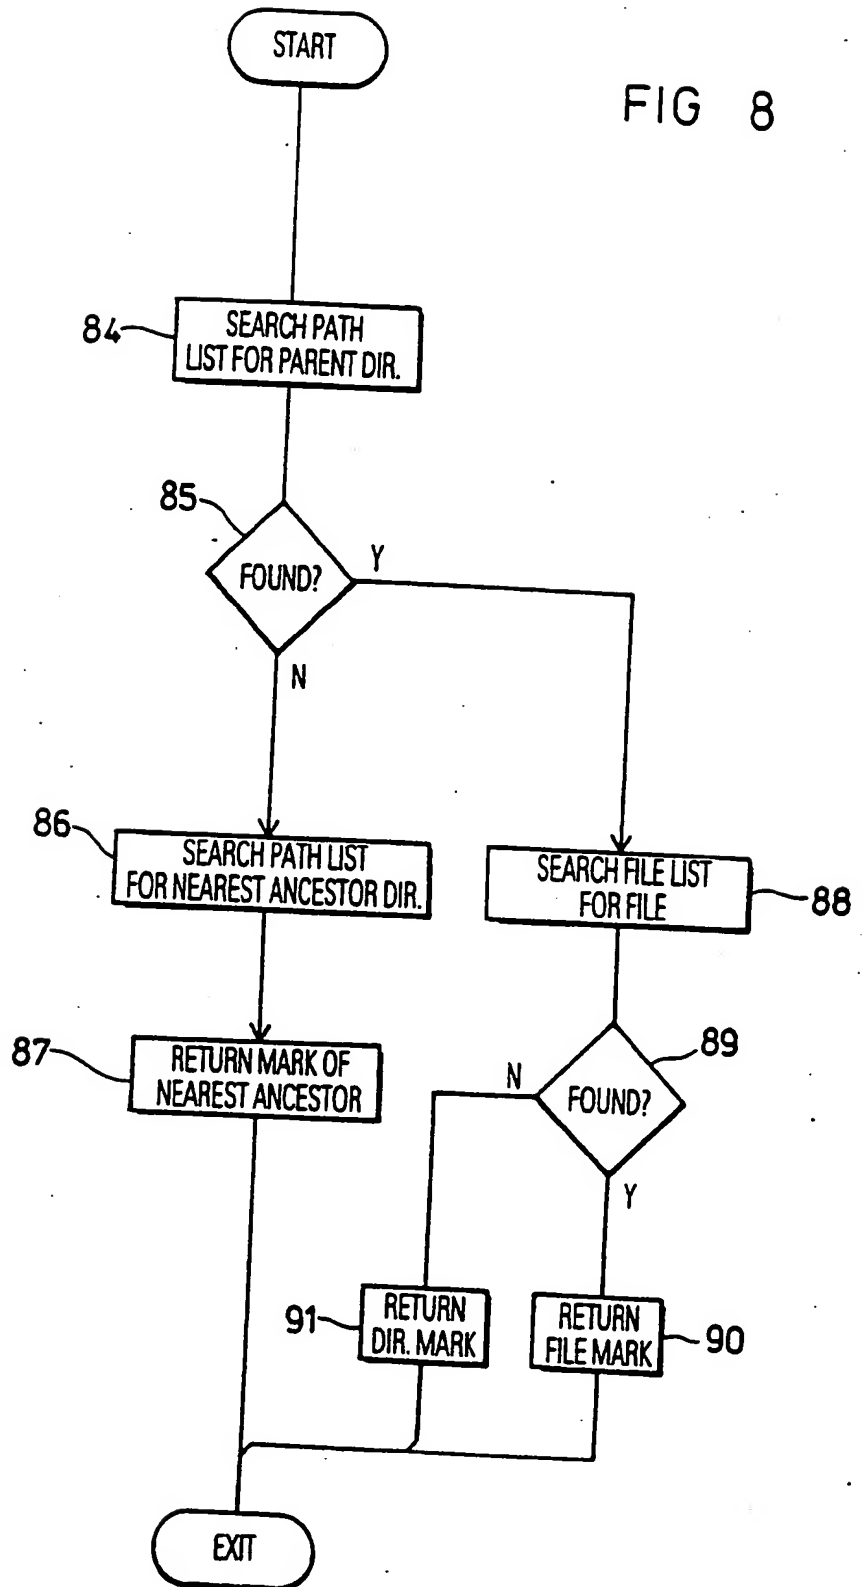 START
FIG 8
84
SEARCH PATH
LIST FOR PARENT DIR.
85
FOUND?
Y
N
86
SEARCH PATH LIST
FOR NEAREST ANCESTOR DIR.
SEARCH FILE LIST
FOR FILE
88
87
RETURN MARK OF
NEAREST ANCESTOR
89
N
FOUND?
Y
91
RETURN
DIR. MARK
RETURN
FILE MARK
90
EXIT